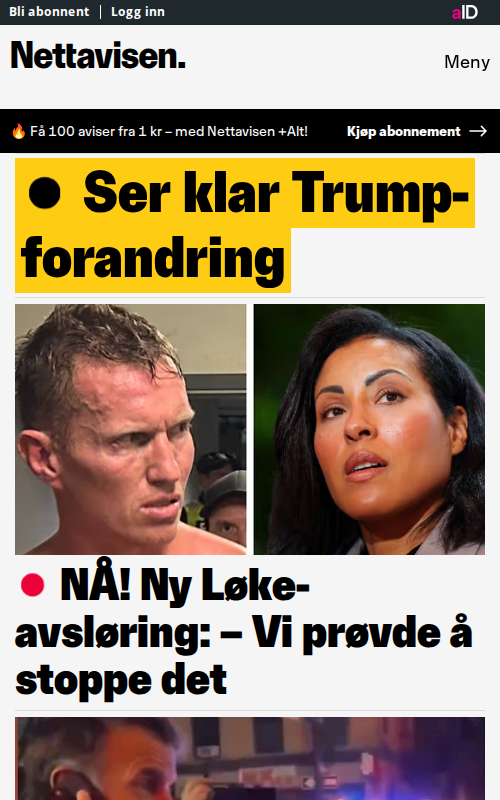 Bli abonnent | Logg inn
aID
Nettavisen.
Meny
🔥 Få 100 aviser fra 1 kr – med Nettavisen +Alt!
Kjøp abonnement →
● Ser klar Trump-
forandring
● NÅ! Ny Løke-
avsløring: – Vi prøvde å
stoppe det